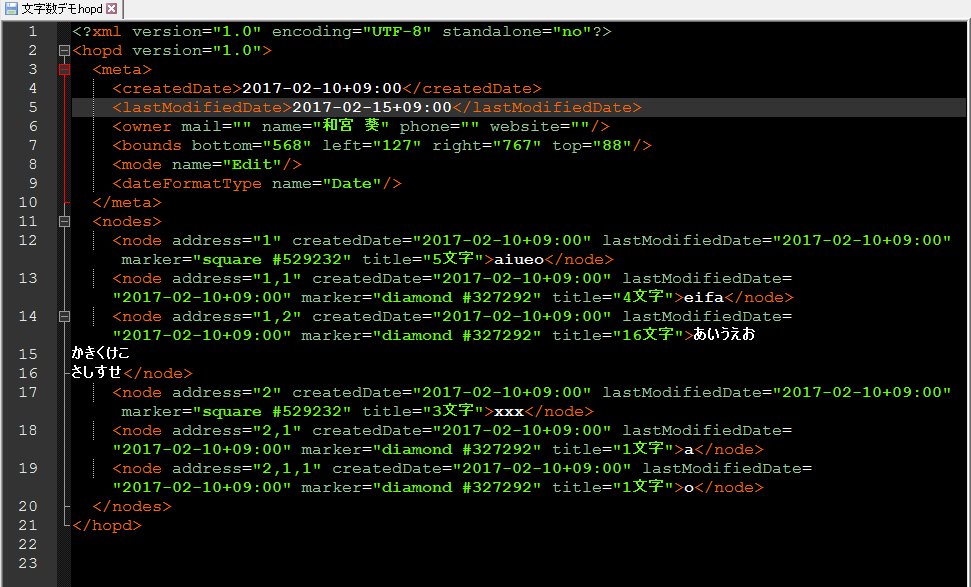 文字数デモ.hopd
1 <?xml version="1.0" encoding="UTF-8" standalone="no"?>
2 <hopd version="1.0">
3 <meta>
4 <createdDate>2017-02-10+09:00</createdDate>
5 <lastModifiedDate>2017-02-15+09:00</lastModifiedDate>
6 <owner mail="" name="和宮 葵" phone="" website=""/>
7 <bounds bottom="568" left="127" right="767" top="88"/>
8 <mode name="Edit"/>
9 <dateFormatType name="Date"/>
10 </meta>
11 <nodes>
12 <node address="1" createdDate="2017-02-10+09:00" lastModifiedDate="2017-02-10+09:00"
marker="square #529232" title="5文字">aiueo</node>
13 <node address="1,1" createdDate="2017-02-10+09:00" lastModifiedDate=
"2017-02-10+09:00" marker="diamond #327292" title="4文字">eifa</node>
14 <node address="1,2" createdDate="2017-02-10+09:00" lastModifiedDate=
"2017-02-10+09:00" marker="diamond #327292" title="16文字">あいうえお
15 かきくけこ
16 さしすせ</node>
17 <node address="2" createdDate="2017-02-10+09:00" lastModifiedDate="2017-02-10+09:00"
marker="square #529232" title="3文字">xxx</node>
18 <node address="2,1" createdDate="2017-02-10+09:00" lastModifiedDate=
"2017-02-10+09:00" marker="diamond #327292" title="1文字">a</node>
19 <node address="2,1,1" createdDate="2017-02-10+09:00" lastModifiedDate=
"2017-02-10+09:00" marker="diamond #327292" title="1文字">o</node>
20 </nodes>
21 </hopd>
22
23